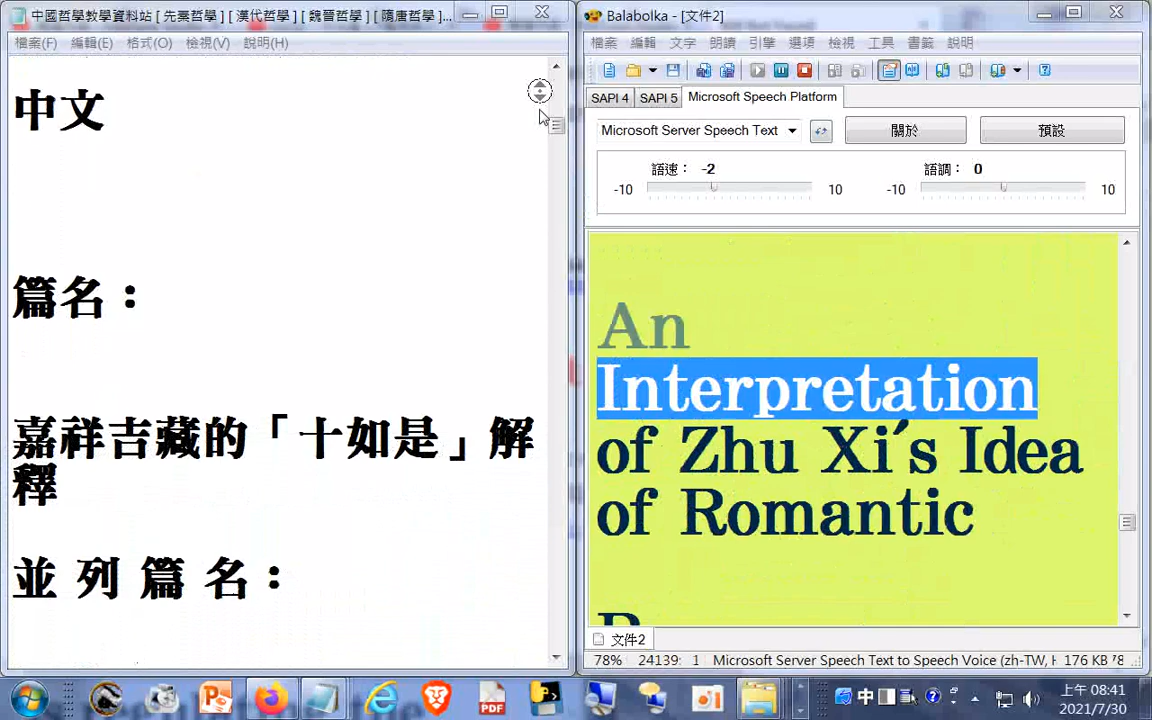 中國哲學教學資料站 [ 先秦哲學 ] [ 漢代哲學 ] [ 魏晉哲學 ] [ 隋唐哲學 ]...
檔案(F) 編輯(E) 格式(O) 檢視(V) 說明(H)
中文
篇名：
嘉祥吉藏的「十如是」解
釋
並 列 篇 名：
Balabolka - [文件2]
檔案 編輯 文字 朗讀 引擎 選項 檢視 工具 書籤 說明
SAPI 4 SAPI 5 Microsoft Speech Platform
Microsoft Server Speech Text 關於 預設
語速： -2 語調： 0
-10 10 -10 10
An
Interpretation
of Zhu Xi's Idea
of Romantic
文件2
78% 24139: 1 Microsoft Server Speech Text to Speech Voice (zh-TW, 176 KB
中 上午 08:41
2021/7/30